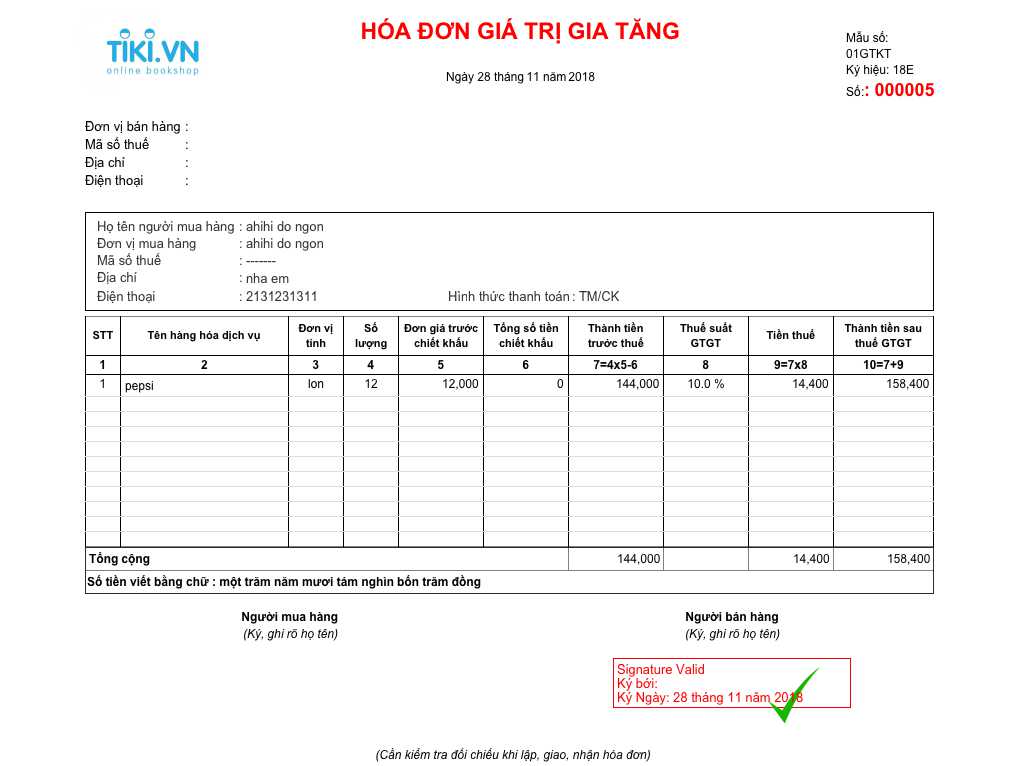 TIKI.VN
online bookshop
HÓA ĐƠN GIÁ TRỊ GIA TĂNG
Ngày 28 tháng 11 năm 2018
Mẫu số:
01GTKT
Ký hiệu: 18E
Số:: 000005
Đơn vị bán hàng :
Mã số thuế :
Địa chỉ :
Điện thoại :
Họ tên người mua hàng : ahihi do ngon
Đơn vị mua hàng : ahihi do ngon
Mã số thuế : -------
Địa chỉ : nha em
Điện thoại : 2131231311 Hình thức thanh toán : TM/CK
STT Tên hàng hóa dịch vụ Đơn vị tính Số lượng Đơn giá trước chiết khấu Tổng số tiền chiết khấu Thành tiền trước thuế Thuế suất GTGT Tiền thuế Thành tiền sau thuế GTGT
1 2 3 4 5 6 7=4x5-6 8 9=7x8 10=7+9
1 pepsi lon 12 12,000 0 144,000 10.0 % 14,400 158,400
Tổng cộng 144,000 14,400 158,400
Số tiền viết bằng chữ : một trăm năm mươi tám nghìn bốn trăm đồng
Người mua hàng Người bán hàng
(Ký, ghi rõ họ tên) (Ký, ghi rõ họ tên)
Signature Valid
Ký bởi:
Ký Ngày: 28 tháng 11 năm 2018
(Cần kiểm tra đối chiếu khi lập, giao, nhận hóa đơn)